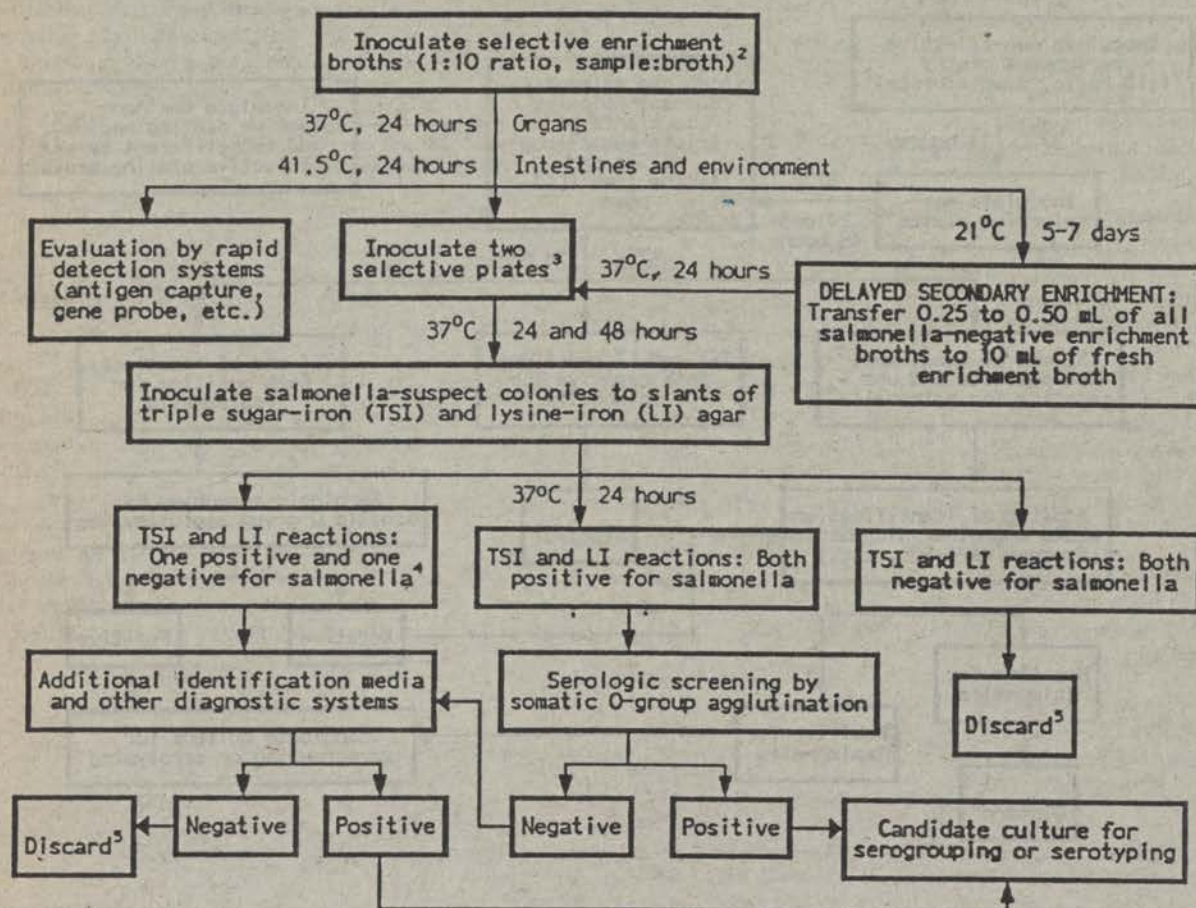 Inoculate selective enrichment
broths (1:10 ratio, sample:broth)²
37°C, 24 hours Organs
41.5°C, 24 hours Intestines and environment
Evaluation by rapid
detection systems
(antigen capture,
gene probe, etc.)
Inoculate two
selective plates³
21°C 5-7 days
37°C, 24 hours
DELAYED SECONDARY ENRICHMENT:
Transfer 0.25 to 0.50 mL of all
salmonella-negative enrichment
broths to 10 mL of fresh
enrichment broth
37°C 24 and 48 hours
Inoculate salmonella-suspect colonies to slants of
triple sugar-iron (TSI) and lysine-iron (LI) agar
37°C 24 hours
TSI and LI reactions:
One positive and one
negative for salmonella⁴
TSI and LI reactions: Both
positive for salmonella
TSI and LI reactions: Both
negative for salmonella
Additional identification media
and other diagnostic systems
Serologic screening by
somatic O-group agglutination
Discard⁵
Discard⁵
Negative
Positive
Negative
Positive
Candidate culture for
serogrouping or serotyping